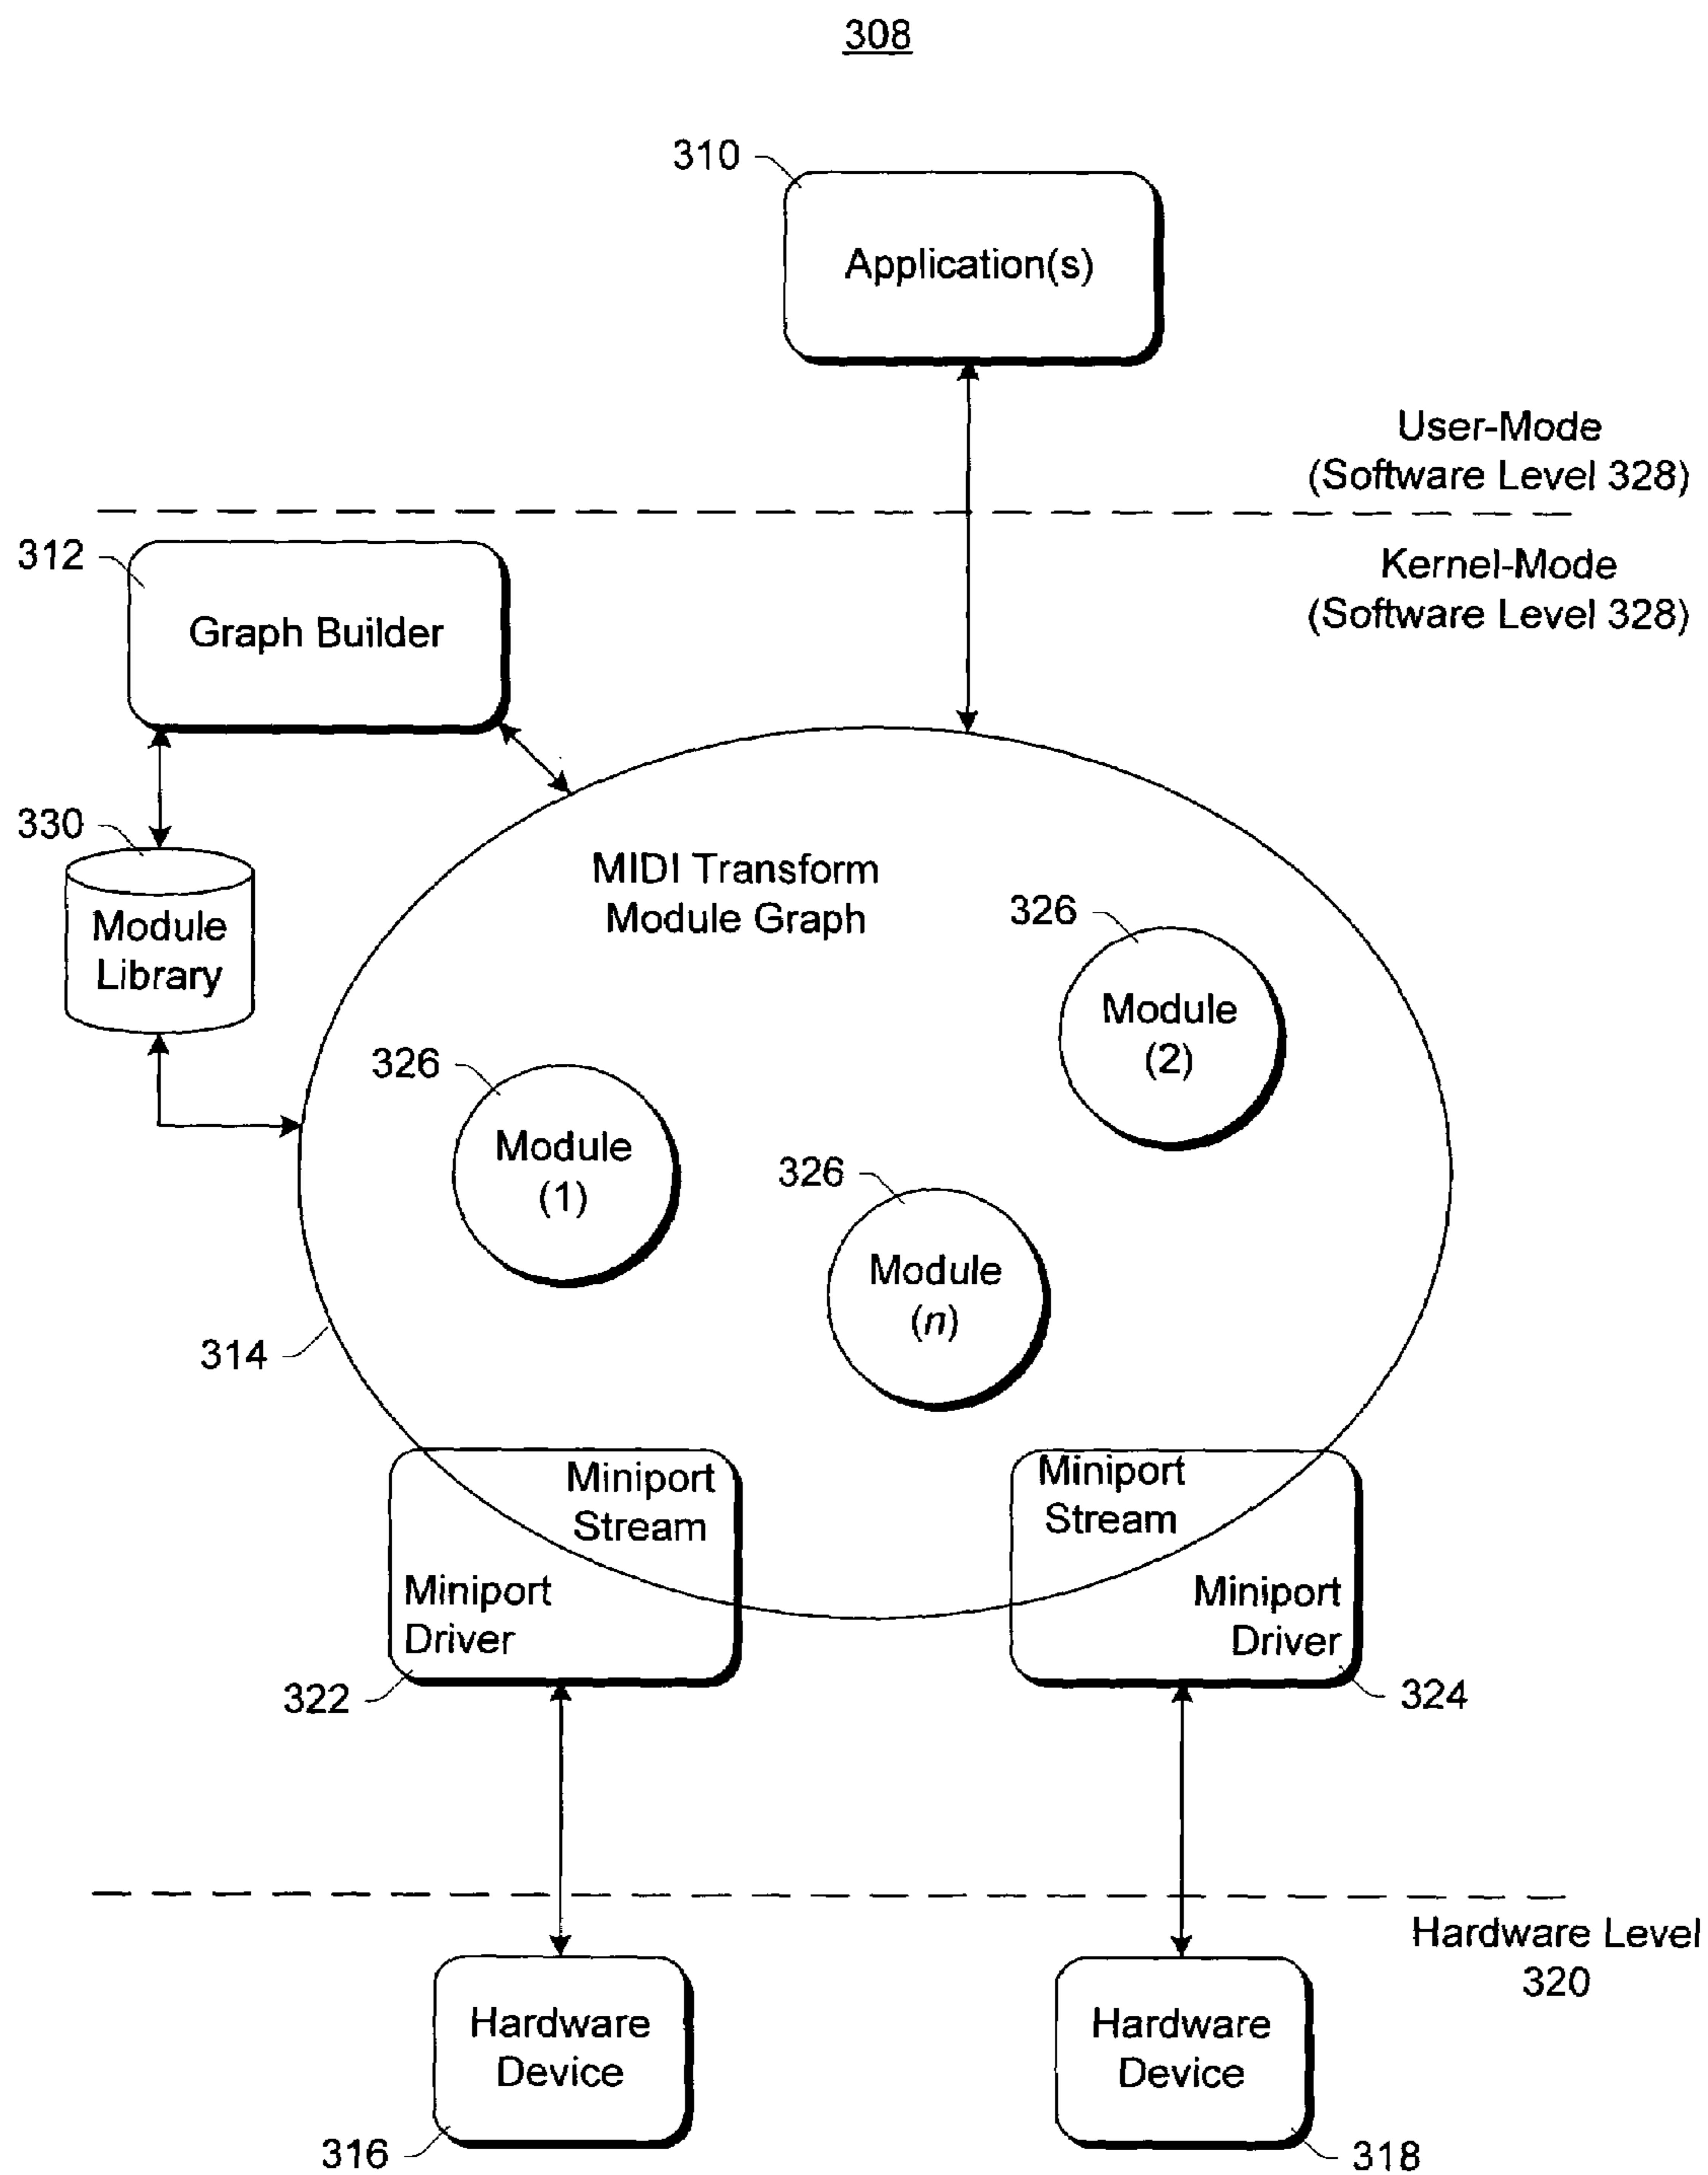 308
310
Application(s)
User-Mode
(Software Level 328)
312
Kernel-Mode
(Software Level 328)
Graph Builder
330
Module
Library
MIDI Transform
Module Graph
326
Module
(2)
326
Module
(1)
326
Module
(n)
314
Miniport
Stream
Miniport
Driver
322
Miniport
Stream
Miniport
Driver
324
Hardware Level
320
Hardware
Device
316
Hardware
Device
318